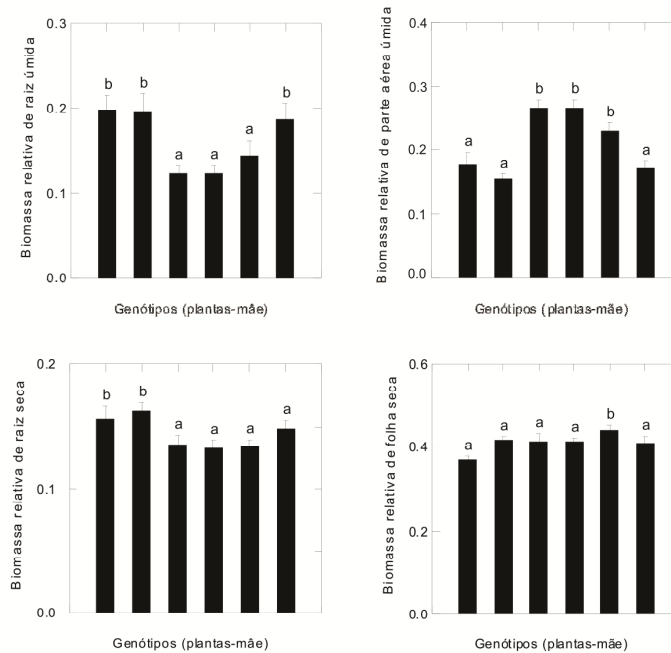 Biomassa relativa de raiz úmida
0.3
0.2
0.1
0.0
b b a a a b
Genótipos (plantas-mãe)
Biomassa relativa de parte aérea úmida
0.4
0.3
0.2
0.1
0.0
a a b b b a
Genótipos (plantas-mãe)
Biomassa relativa de raiz seca
0.2
0.1
0.0
b b a a a a
Genótipos (plantas-mãe)
Biomassa relativa de folha seca
0.6
0.4
0.2
0.0
a a a a b a
Genótipos (plantas-mãe)